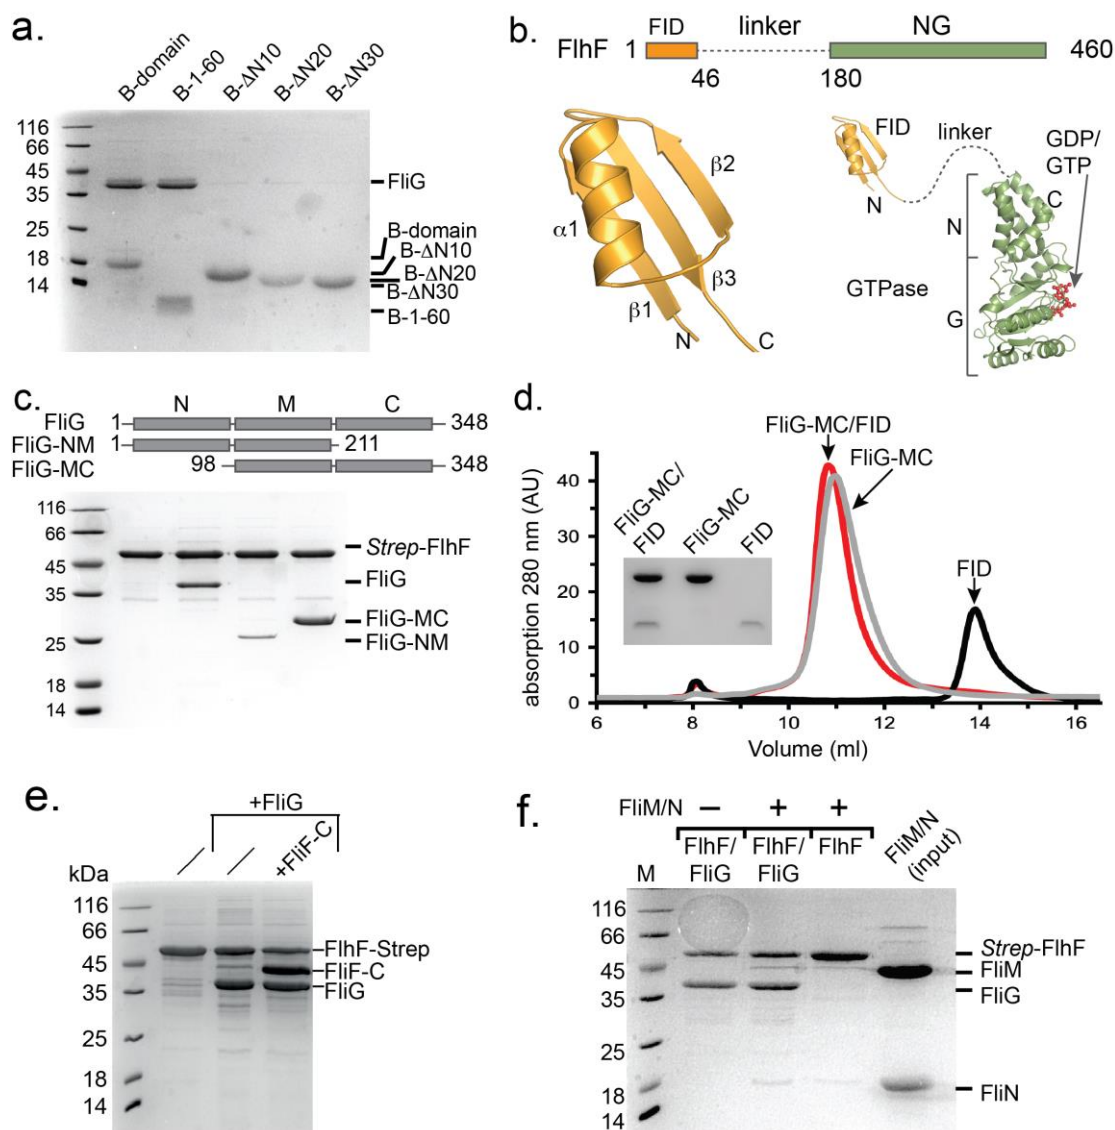 a.
B-domain
B-1-60
B-ΔN10
B-ΔN20
B-ΔN30
116
66
45
35
25
18
14
FliG
B-domain
B-ΔN10
B-ΔN20
B-ΔN30
B-1-60
b.
FID
linker
NG
FlhF
1
460
46
180
α1
β2
β3
β1
N
C
FID
linker
GDP/
GTP
N
C
N
GTPase
G
c.
N
M
C
FliG
1
348
FliG-NM
1
211
FliG-MC
98
348
116
66
45
35
25
18
14
Strep-FlhF
FliG
FliG-MC
FliG-NM
d.
FliG-MC/FID
FliG-MC
FID
absorption 280 nm (AU)
40
30
20
10
0
FliG-MC/
FID
FliG-MC
FID
6
8
10
12
14
16
Volume (ml)
e.
+FliG
+FliF-C
kDa
116
66
45
35
25
18
14
FlhF-Strep
FliF-C
FliG
f.
FliM/N
–
+
+
FlhF/
FliG
FlhF/
FliG
FlhF
FliM/N
(input)
M
116
66
45
35
25
18
14
Strep-FlhF
FliM
FliG
FliN